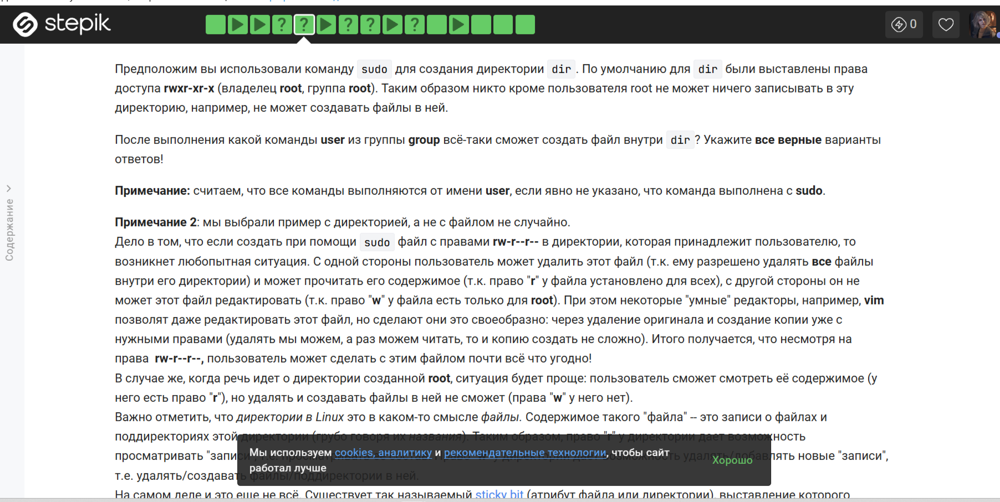 stepik
0
Содержание
Предположим вы использовали команду sudo для создания директории dir . По умолчанию для dir были выставлены права
доступа rwxr-xr-x (владелец root, группа root). Таким образом никто кроме пользователя root не может ничего записывать в эту
директорию, например, не может создавать файлы в ней.
После выполнения какой команды user из группы group всё-таки сможет создать файл внутри dir ? Укажите все верные варианты
ответов!
Примечание: считаем, что все команды выполняются от имени user, если явно не указано, что команда выполнена с sudo.
Примечание 2: мы выбрали пример с директорией, а не с файлом не случайно.
Дело в том, что если создать при помощи sudo файл с правами rw-r--r-- в директории, которая принадлежит пользователю, то
возникнет любопытная ситуация. С одной стороны пользователь может удалить этот файл (т.к. ему разрешено удалять все файлы
внутри его директории) и может прочитать его содержимое (т.к. право "r" у файла установлено для всех), с другой стороны он не
может этот файл редактировать (т.к. право "w" у файла есть только для root). При этом некоторые "умные" редакторы, например, vim
позволят даже редактировать этот файл, но сделают они это своеобразно: через удаление оригинала и создание копии уже с
нужными правами (удалять мы можем, а раз можем читать, то и копию создать не сложно). Итого получается, что несмотря на
права rw-r--r--, пользователь может сделать с этим файлом почти всё что угодно!
В случае же, когда речь идет о директории созданной root, ситуация будет проще: пользователь сможет смотреть её содержимое (у
него есть право "r"), но удалять и создавать файлы в ней не сможет (права "w" у него нет).
Важно отметить, что директории в Linux это в каком-то смысле файлы. Содержимое такого "файла" -- это записи о файлах и
поддиректориях этой директории (грубо говоря их названия). Таким образом, право "r" у директории дает возможность
просматривать "записи", т.е. возможность удалять/добавлять новые "записи",
т.е. удалять/создавать файлы/поддиректории в ней.
На самом деле и это еще не всё. Существует так называемый sticky bit (атрибут файла или директории), выставление которого
Мы используем cookies, аналитику и рекомендательные технологии, чтобы сайт
работал лучше
Хорошо